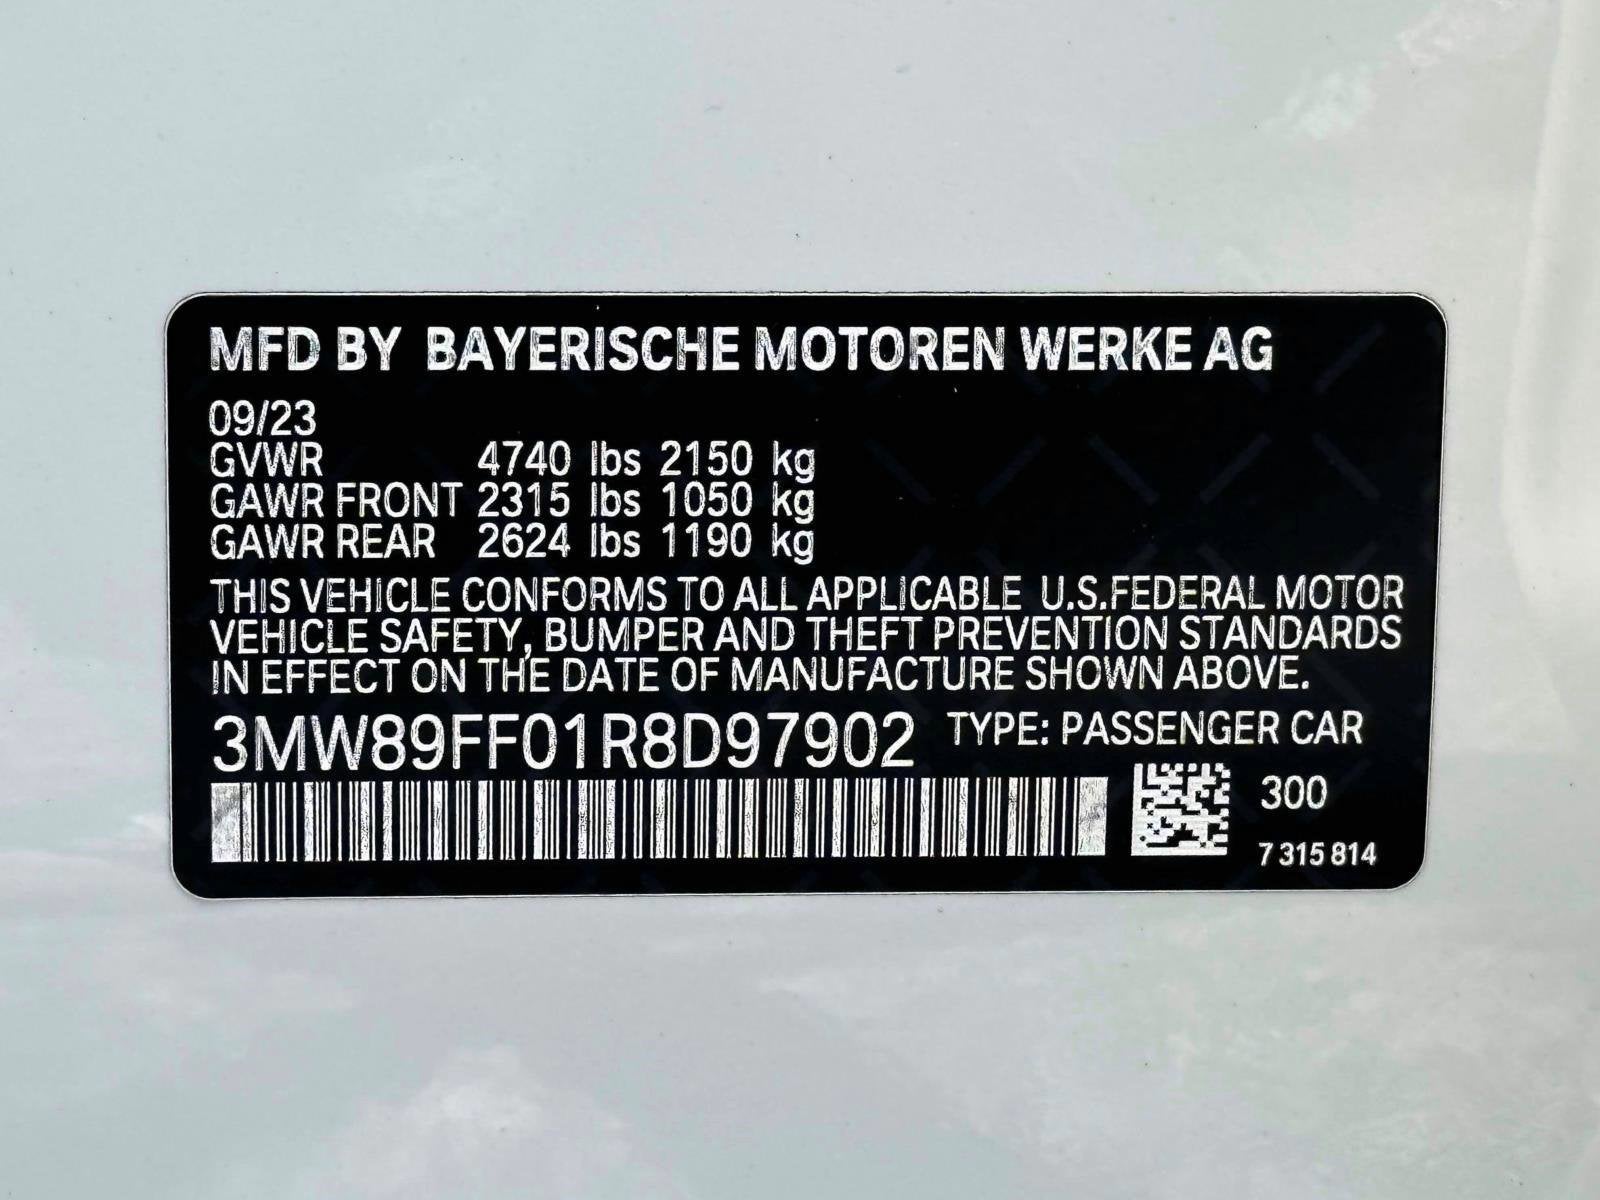 MFD BY BAYERISCHE MOTOREN WERKE AG
09/23
GVWR 4740 lbs 2150 kg
GAWR FRONT 2315 lbs 1050 kg
GAWR REAR 2624 lbs 1190 kg
THIS VEHICLE CONFORMS TO ALL APPLICABLE U.S.FEDERAL MOTOR
VEHICLE SAFETY, BUMPER AND THEFT PREVENTION STANDARDS
IN EFFECT ON THE DATE OF MANUFACTURE SHOWN ABOVE.
3MW89FF01R8D97902 TYPE: PASSENGER CAR
300
7 315 814